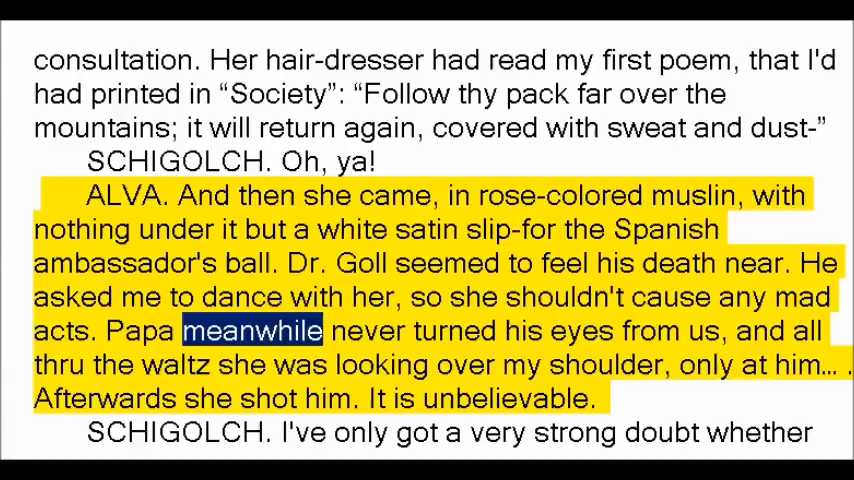 consultation. Her hair-dresser had read my first poem, that I'd
had printed in “Society”: “Follow thy pack far over the
mountains; it will return again, covered with sweat and dust-”
SCHIGOLCH. Oh, ya!
ALVA. And then she came, in rose-colored muslin, with
nothing under it but a white satin slip-for the Spanish
ambassador's ball. Dr. Goll seemed to feel his death near. He
asked me to dance with her, so she shouldn't cause any mad
acts. Papa meanwhile never turned his eyes from us, and all
thru the waltz she was looking over my shoulder, only at him... .
Afterwards she shot him. It is unbelievable.
SCHIGOLCH. I've only got a very strong doubt whether